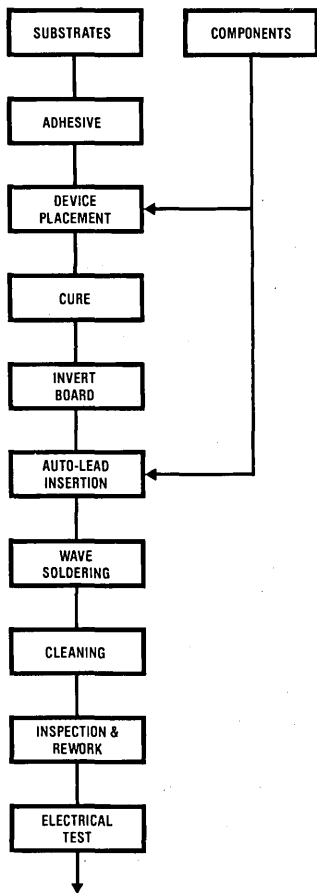 SUBSTRATES
COMPONENTS
ADHESIVE
DEVICE
PLACEMENT
CURE
INVERT
BOARD
AUTO-LEAD
INSERTION
WAVE
SOLDERING
CLEANING
INSPECTION &
REWORK
ELECTRICAL
TEST